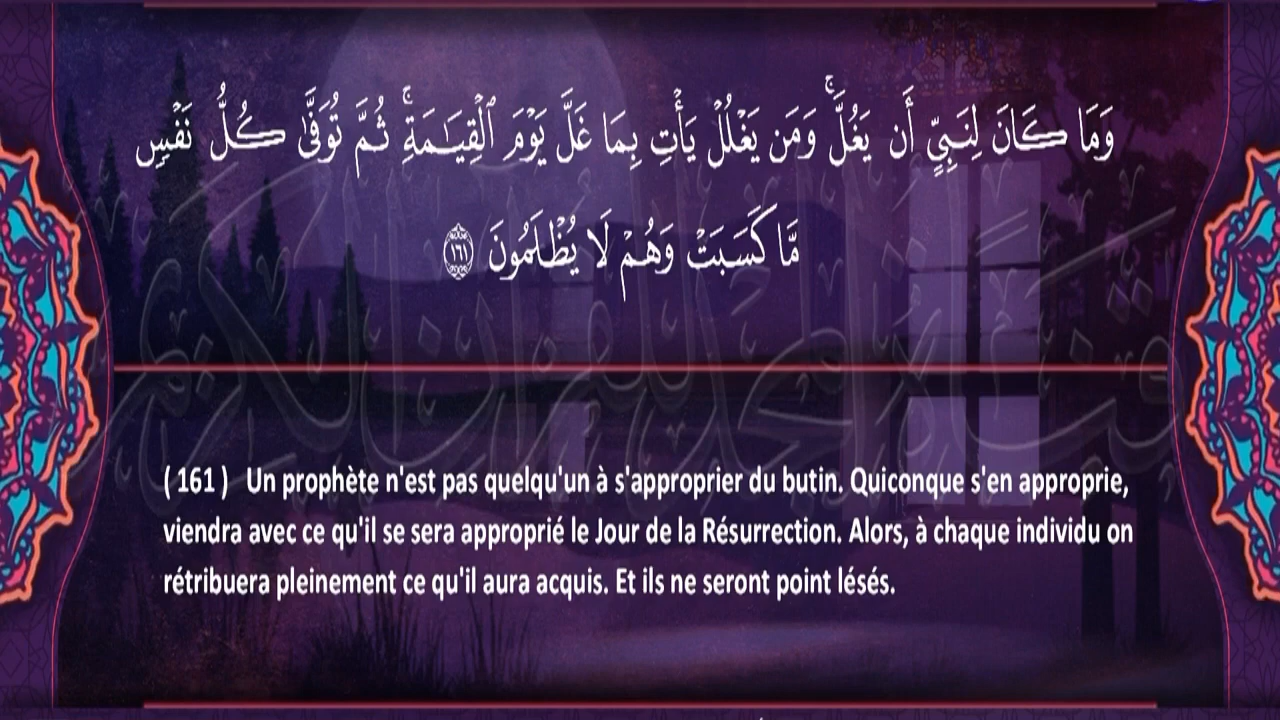 وَمَا كَانَ لِنَبِيٍّ أَن يَغُلَّ ۚ وَمَن يَغْلُلْ يَأْتِ بِمَا غَلَّ يَوْمَ ٱلْقِيَـٰمَةِ ۚ ثُمَّ تُوَفَّىٰ كُلُّ نَفْسٍ
مَّا كَسَبَتْ وَهُمْ لَا يُظْلَمُونَ ١٦١
( 161 ) Un prophète n'est pas quelqu'un à s'approprier du butin. Quiconque s'en approprie,
viendra avec ce qu'il se sera approprié le Jour de la Résurrection. Alors, à chaque individu on
rétribuera pleinement ce qu'il aura acquis. Et ils ne seront point lésés.